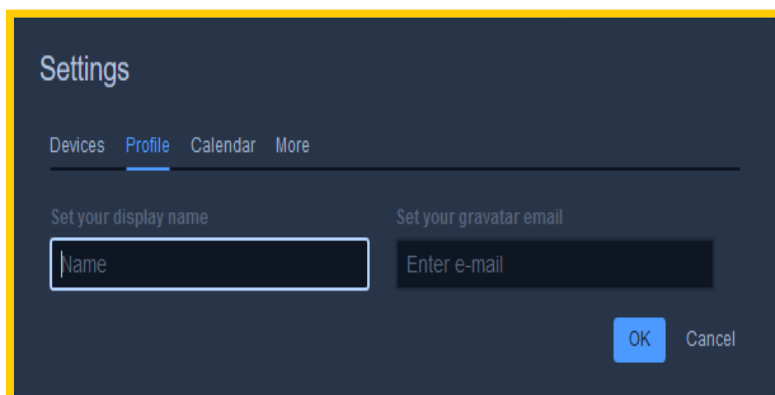 Settings
Devices Profile Calendar More
Set your display name Set your gravatar email
Name Enter e-mail
OK Cancel